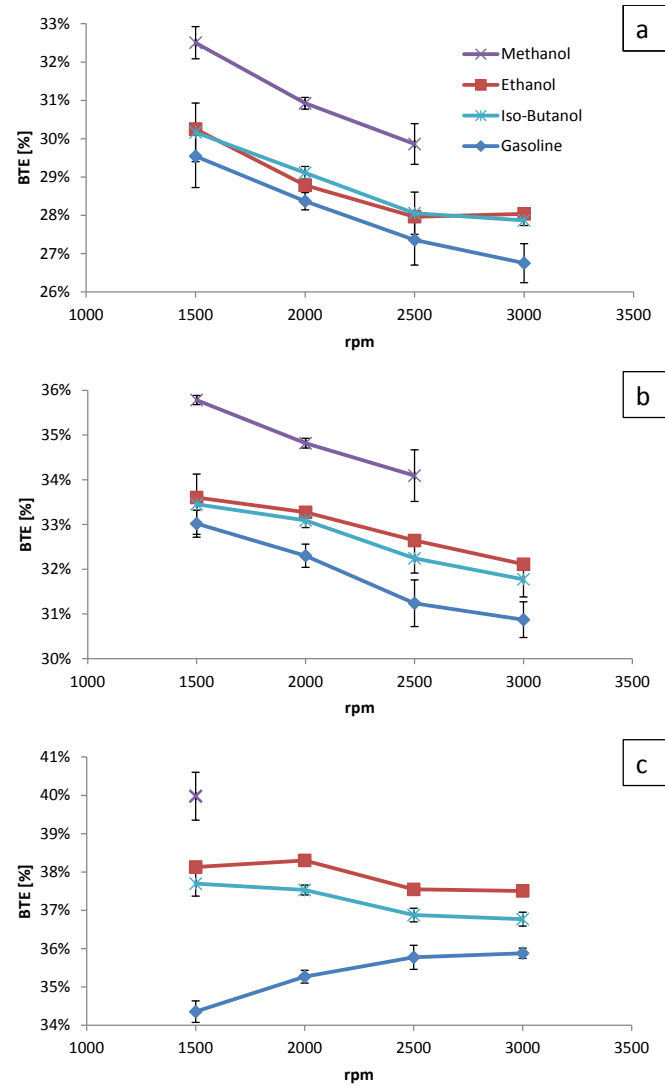 a
33%
32%
31%
30%
29%
28%
27%
26%
BTE [%]
1000 1500 2000 2500 3000 3500
rpm
Methanol
Ethanol
Iso-Butanol
Gasoline
b
36%
35%
34%
33%
32%
31%
30%
BTE [%]
1000 1500 2000 2500 3000 3500
rpm
c
41%
40%
39%
38%
37%
36%
35%
34%
BTE [%]
1000 1500 2000 2500 3000 3500
rpm